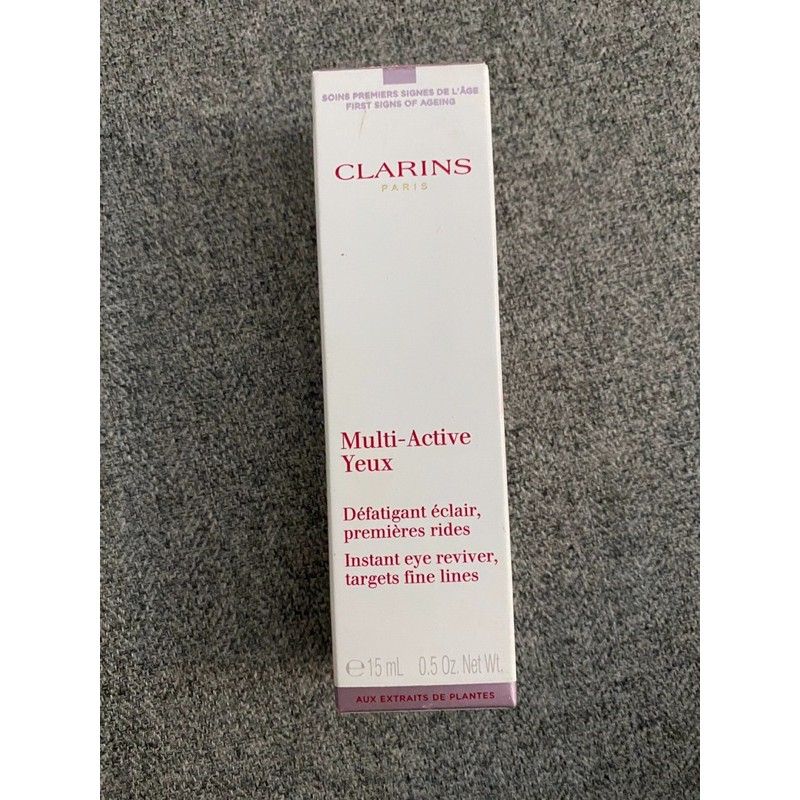 SOINS PREMIERS SIGNES DE L'ÂGE
FIRST SIGNS OF AGEING
CLARINS
PARIS
Multi-Active
Yeux
Défatigant éclair,
premières rides
Instant eye reviver,
targets fine lines
℮ 15 mL 0.5 Oz. Net Wt.
AUX EXTRAITS DE PLANTES